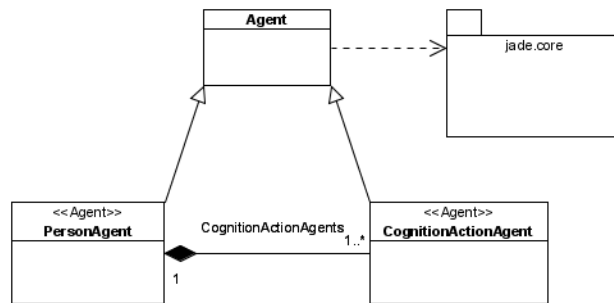 Agent
jade.core
<<Agent>>
PersonAgent
CognitionActionAgents
1
1..*
<<Agent>>
CognitionActionAgent